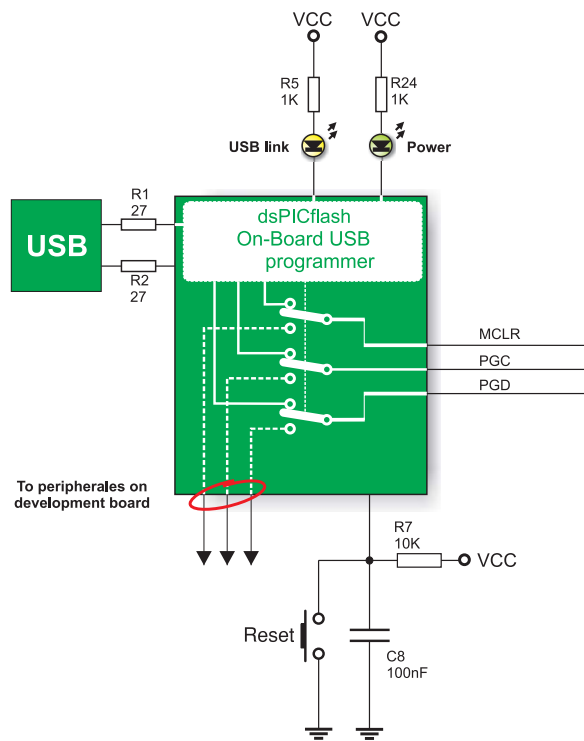 VCC
VCC
R5
1K
R24
1K
USB link
Power
R1
27
USB
R2
27
dsPICflash
On-Board USB
programmer
MCLR
PGC
PGD
To peripherales on
development board
R7
10K
VCC
Reset
C8
100nF